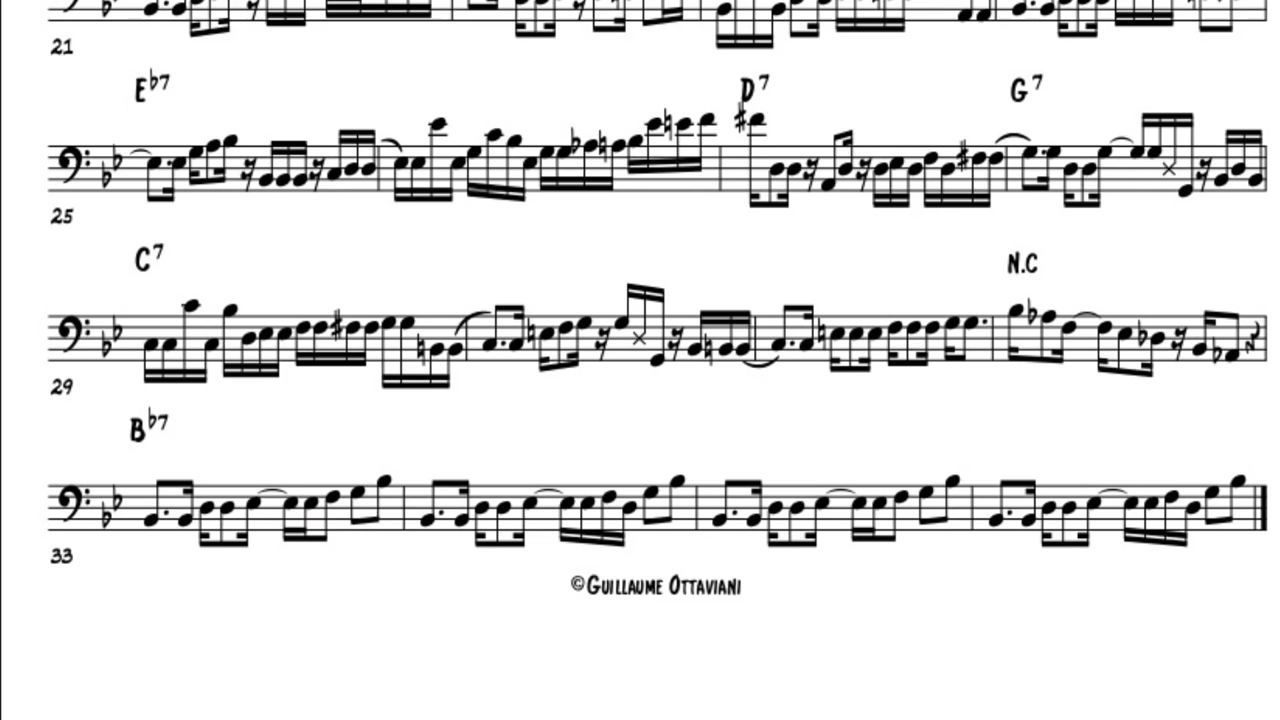 21
E♭7 D7 G7
25
C7 N.C
29
B♭7
33
©GUILLAUME OTTAVIANI